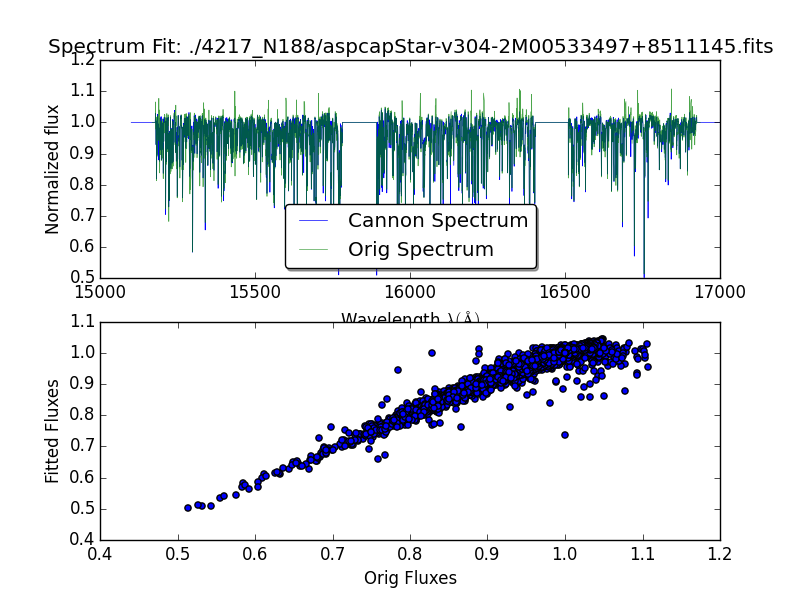 Spectrum Fit: ./4217_N188/aspcapStar-v304-2M00533497+8511145.fits
1.2
1.1
1.0
0.9
0.8
0.7
0.6
0.5
Normalized flux
Cannon Spectrum
Orig Spectrum
15000 15500 16000 16500 17000
Wavelength λ(Å)
1.1
1.0
0.9
0.8
0.7
0.6
0.5
0.4
Fitted Fluxes
0.4 0.5 0.6 0.7 0.8 0.9 1.0 1.1 1.2
Orig Fluxes